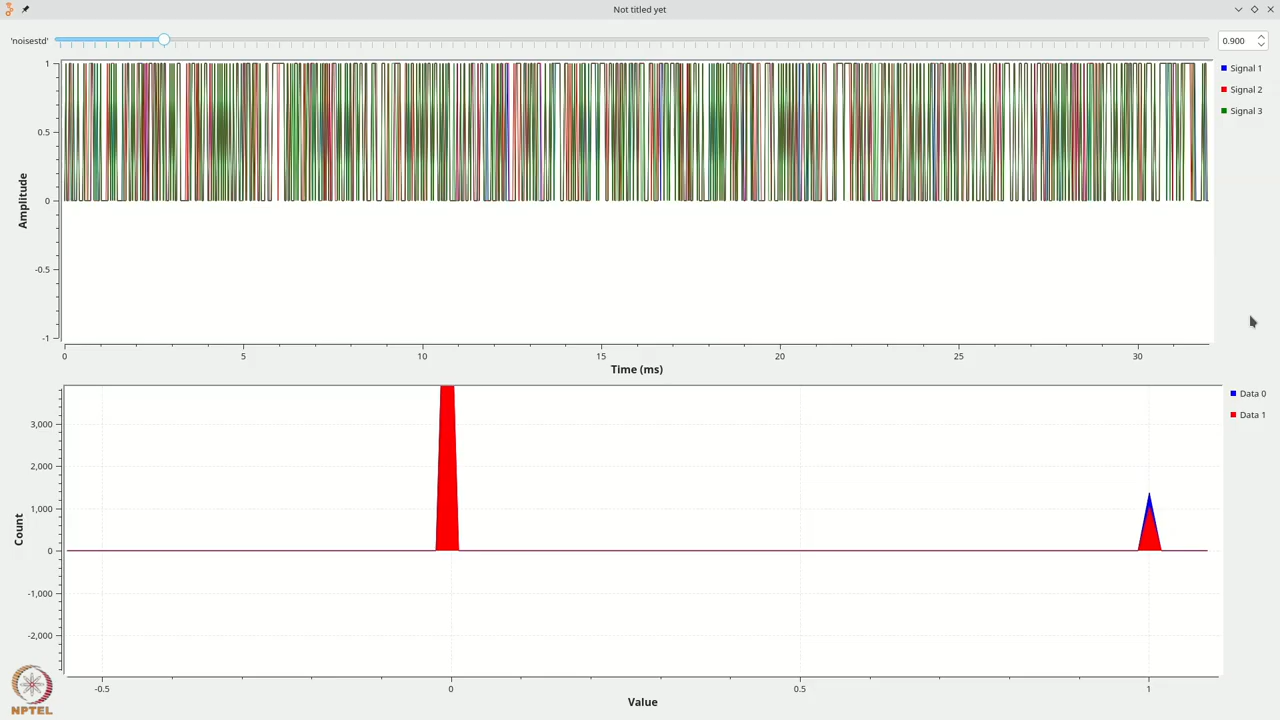 Not titled yet
'noisestd'
0.900
1
0.5
0
-0.5
-1
Amplitude
0 5 10 15 20 25 30
Time (ms)
Signal 1
Signal 2
Signal 3
3,000
2,000
1,000
0
-1,000
-2,000
Count
-0.5 0 0.5 1
Value
Data 0
Data 1
NPTEL